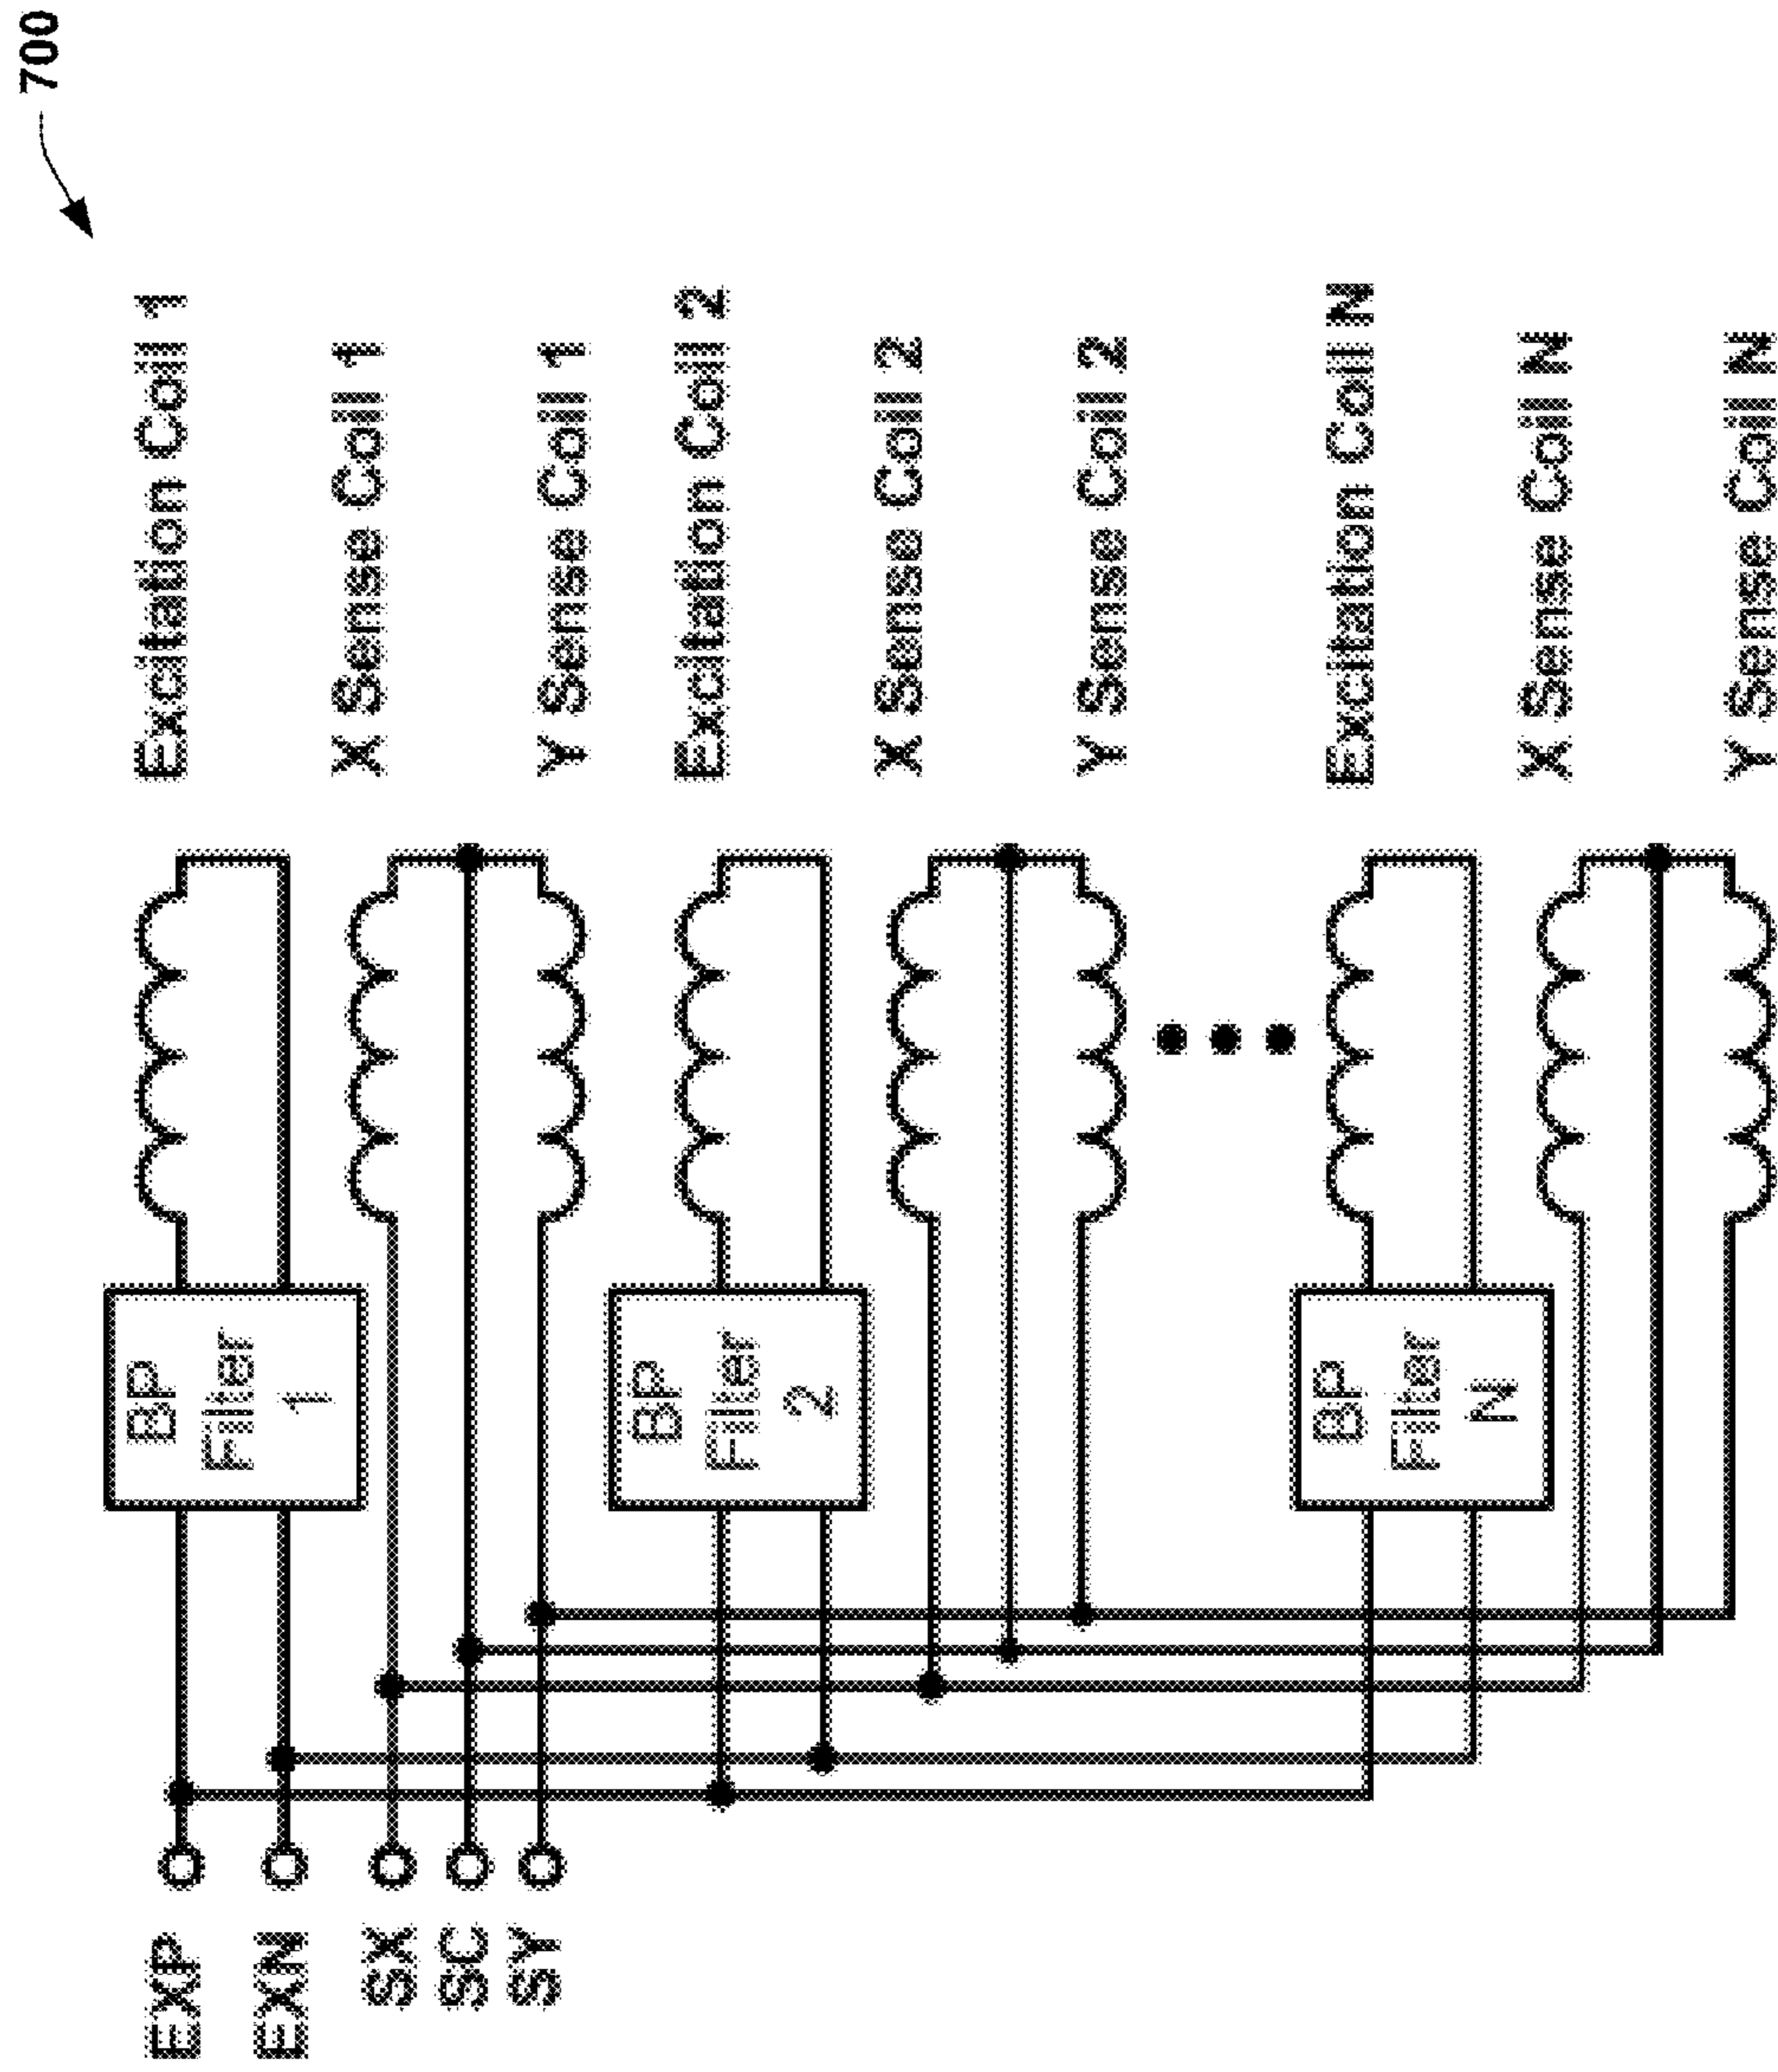 700
Excitation Coil 1
X Sense Coil 1
Y Sense Coil 1
Excitation Coil 2
X Sense Coil 2
Y Sense Coil 2
Excitation Coil N
X Sense Coil N
Y Sense Coil N
BP
Filter
1
BP
Filter
2
BP
Filter
N
EXP
EXN
SX
SC
SY